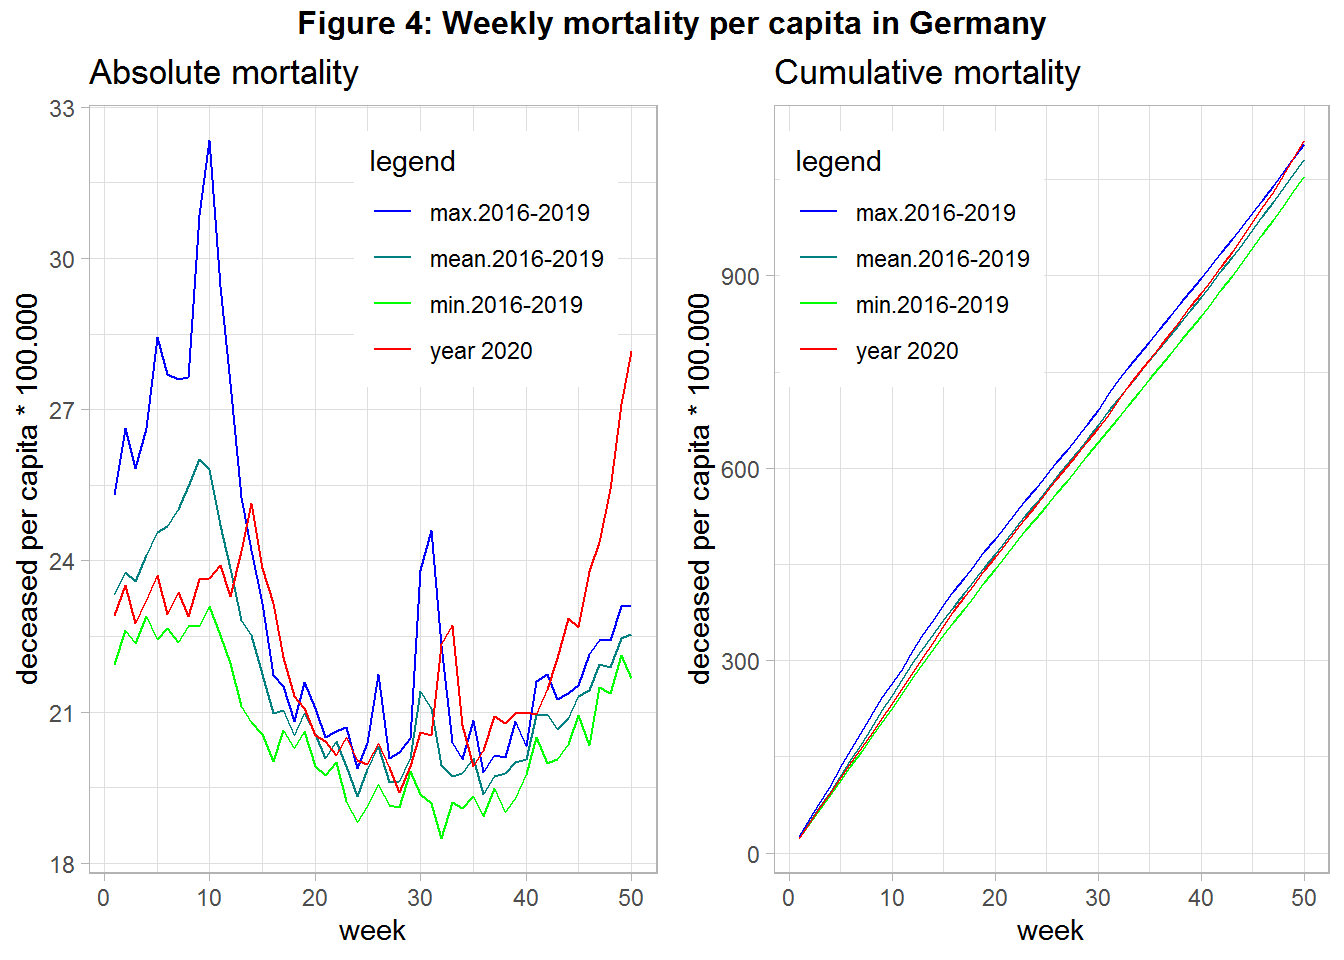 Figure 4: Weekly mortality per capita in Germany
Absolute mortality
33
30
27
24
21
18
deceased per capita * 100.000
legend
max.2016-2019
mean.2016-2019
min.2016-2019
year 2020
0 10 20 30 40 50
week
Cumulative mortality
900
600
300
0
deceased per capita * 100.000
legend
max.2016-2019
mean.2016-2019
min.2016-2019
year 2020
0 10 20 30 40 50
week